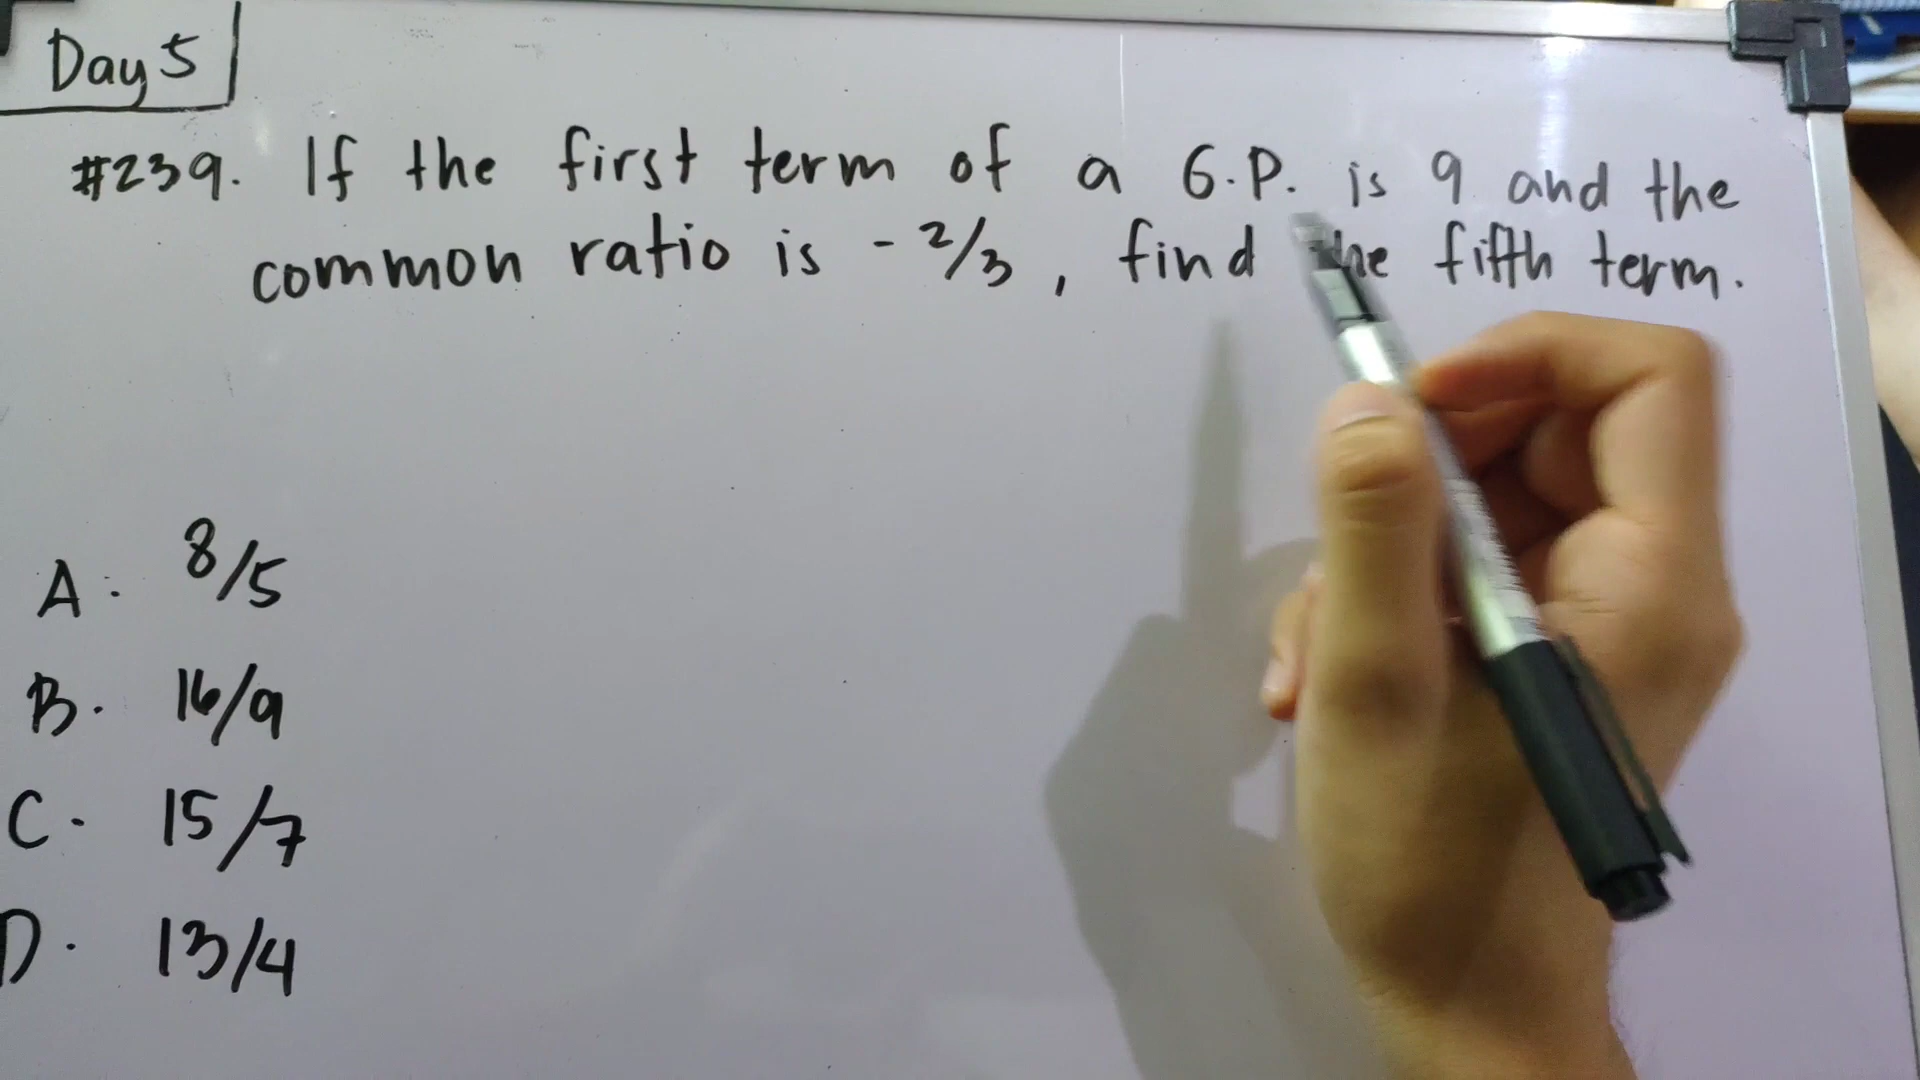 Day 5
#239. If the first term of a G.P. is 9 and the
common ratio is - 2/3, find the fifth term.
A. 8/5
B. 16/9
C. 15/7
D. 13/4